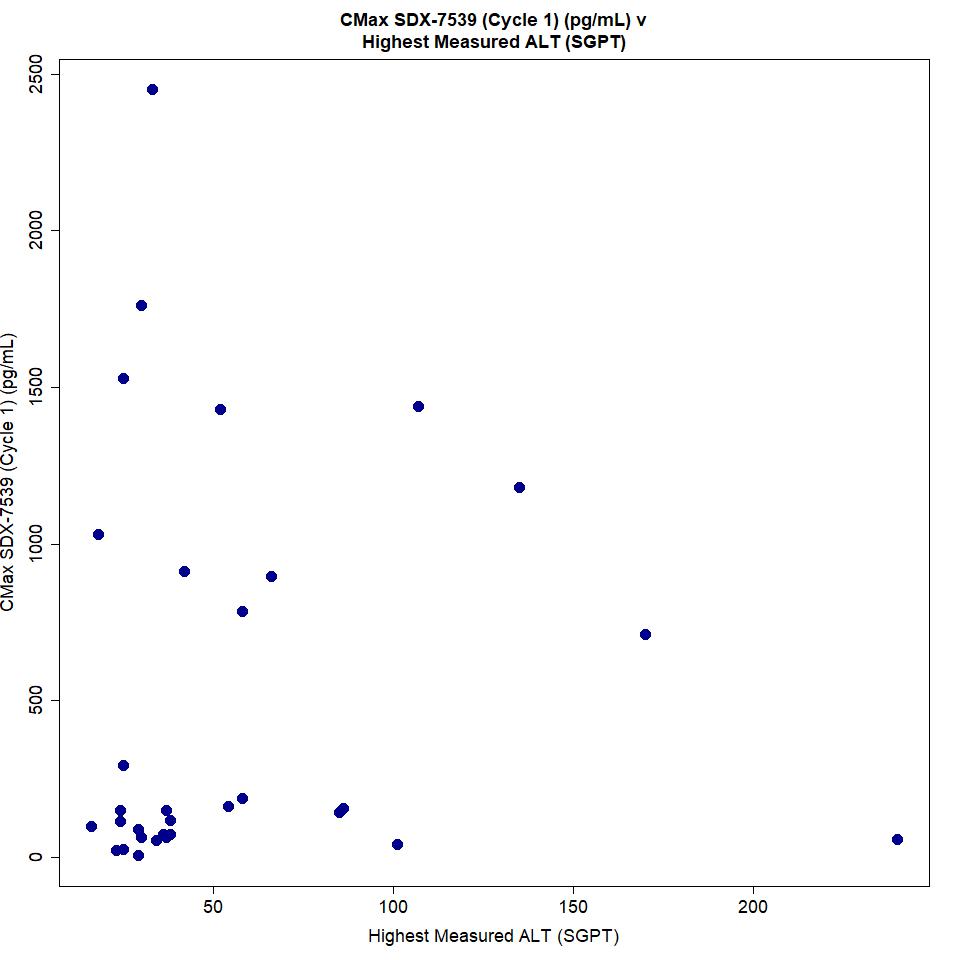 CMax SDX-7539 (Cycle 1) (pg/mL) v
Highest Measured ALT (SGPT)
CMax SDX-7539 (Cycle 1) (pg/mL)
2500
2000
1500
1000
500
0
50
100
150
200
Highest Measured ALT (SGPT)